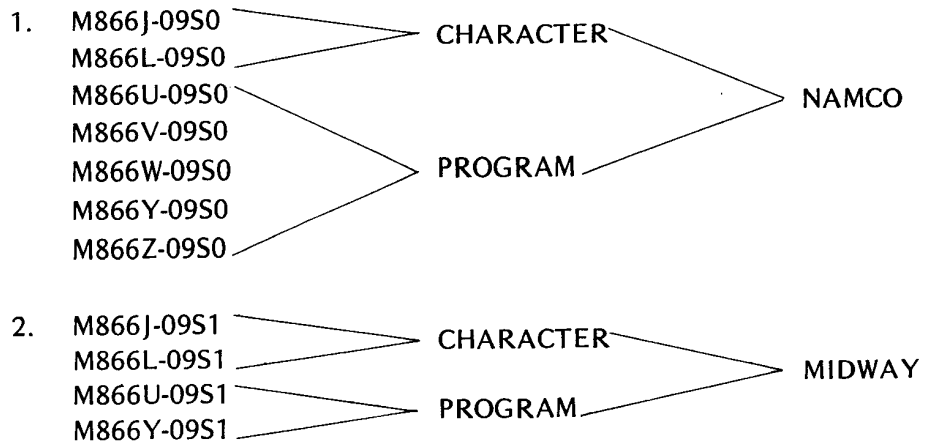 1. M866J-09S0
M866L-09S0
CHARACTER
M866U-09S0
M866V-09S0
M866W-09S0
M866Y-09S0
M866Z-09S0
PROGRAM
NAMCO
2. M866J-09S1
M866L-09S1
CHARACTER
M866U-09S1
M866Y-09S1
PROGRAM
MIDWAY